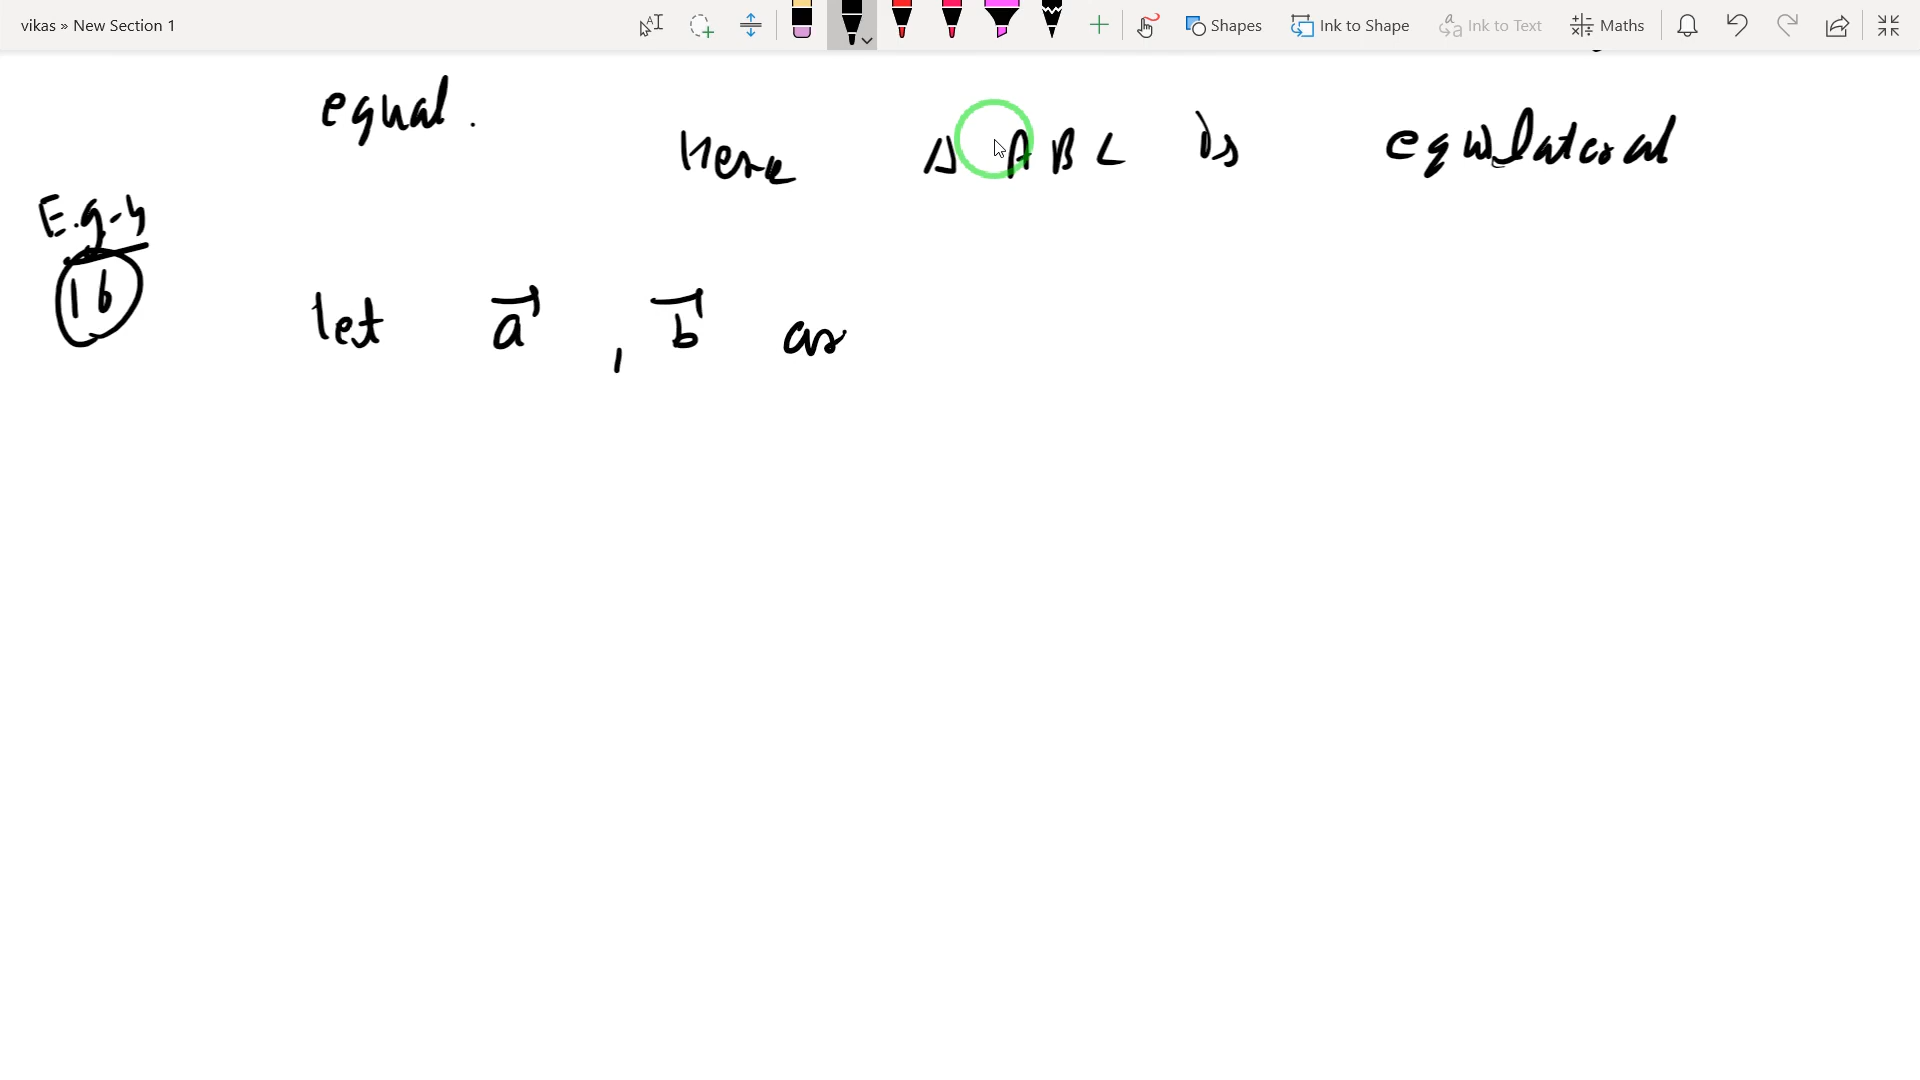 vikas » New Section 1
Shapes Ink to Shape Ink to Text Maths
equal.
Here Δ ABC is equilateral
E.g-4
16
let a⃗ , b⃗ as